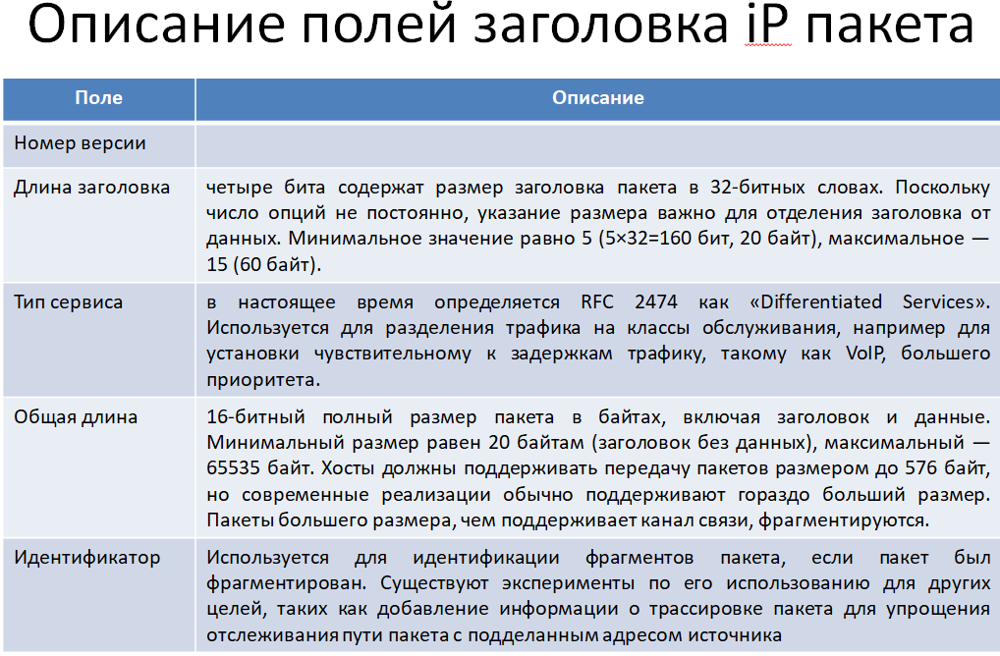 Описание полей заголовка iP пакета
Поле
Описание
Номер версии
Длина заголовка
четыре бита содержат размер заголовка пакета в 32-битных словах. Поскольку
число опций не постоянно, указание размера важно для отделения заголовка от
данных. Минимальное значение равно 5 (5×32=160 бит, 20 байт), максимальное —
15 (60 байт).
Тип сервиса
в настоящее время определяется RFC 2474 как «Differentiated Services».
Используется для разделения трафика на классы обслуживания, например для
установки чувствительному к задержкам трафику, такому как VoIP, большего
приоритета.
Общая длина
16-битный полный размер пакета в байтах, включая заголовок и данные.
Минимальный размер равен 20 байтам (заголовок без данных), максимальный —
65535 байт. Хосты должны поддерживать передачу пакетов размером до 576 байт,
но современные реализации обычно поддерживают гораздо больший размер.
Пакеты большего размера, чем поддерживает канал связи, фрагментируются.
Идентификатор
Используется для идентификации фрагментов пакета, если пакет был
фрагментирован. Существуют эксперименты по его использованию для других
целей, таких как добавление информации о трассировке пакета для упрощения
отслеживания пути пакета с подделанным адресом источника